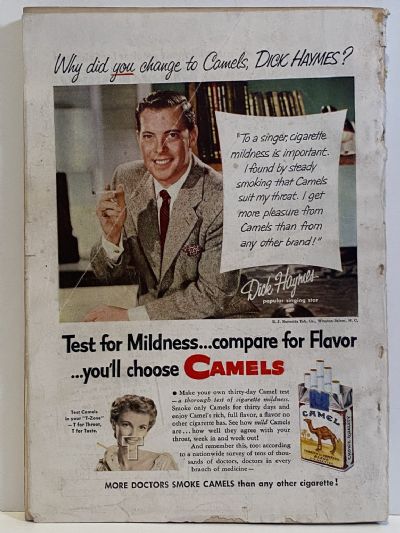 Why did you change to Camels, DICK HAYMES?
"To a singer, cigarette
mildness is important.
I found by steady
smoking that Camels
suit my throat. I get
more pleasure from
Camels than from
any other brand!"
Dick Haymes
popular singing star
R. J. Reynolds Tob. Co., Winston-Salem, N. C.
Test for Mildness...compare for Flavor
...you'll choose CAMELS
Test Camels
in your "T-Zone"
—T for Throat,
T for Taste.
● Make your own thirty-day Camel test
—a thorough test of cigarette mildness.
Smoke only Camels for thirty days and
enjoy Camel's rich, full flavor, a flavor no
other cigarette has. See how mild Camels
are...how well they agree with your
throat, week in and week out!
And remember this, too: according
to a nationwide survey of tens of thou-
sands of doctors, doctors in every
branch of medicine—
CAMEL
MORE DOCTORS SMOKE CAMELS than any other cigarette!